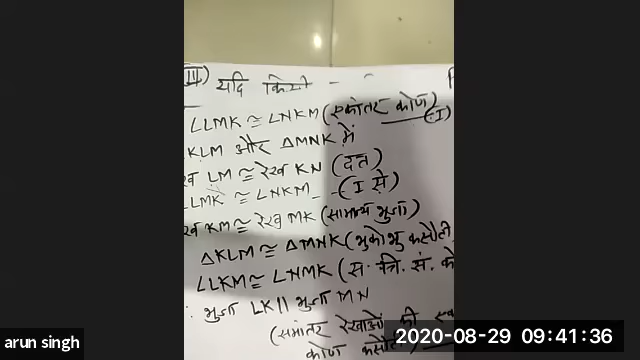 III) यदि किसी - -
∠LMK ≅ ∠NKM (एकांतर कोण) (I)
KLM और ΔMNK में
रेख LM ≅ रेख KN (दत्त)
∠LMK ≅ ∠NKM - - (I से)
रेख KM ≅ रेख MK (सामान्य भुजा)
ΔKLM ≅ ΔMNK (भुकोभु कसौटी
∠LKM ≅ ∠NMK (स. त्रि. सं. को
∴ भुजा LK || भुजा MN
(समांतर रेखाओं की
कोण कसौटी)
arun singh
2020-08-29 09:41:36